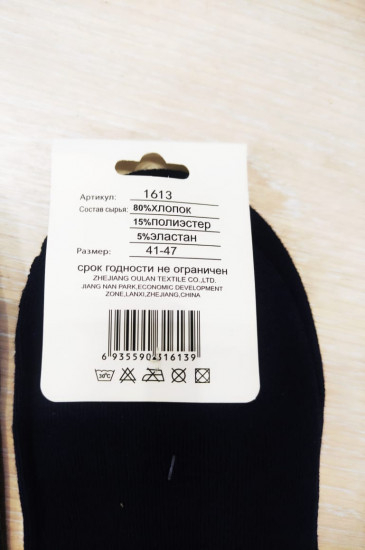 Артикул: 1613
Состав сырья: 80%ХЛОПОК
15%ПОЛИЭСТЕР
5%ЭЛАСТАН
Размер: 41-47
срок годности не ограничен
ZHEJIANG OULAN TEXTILE CO.,LTD.
JIANG NAN PARK,ECONOMIC DEVELOPMENT
ZONE,LANXI,ZHEJIANG,CHINA
6 935590 316139
30°C